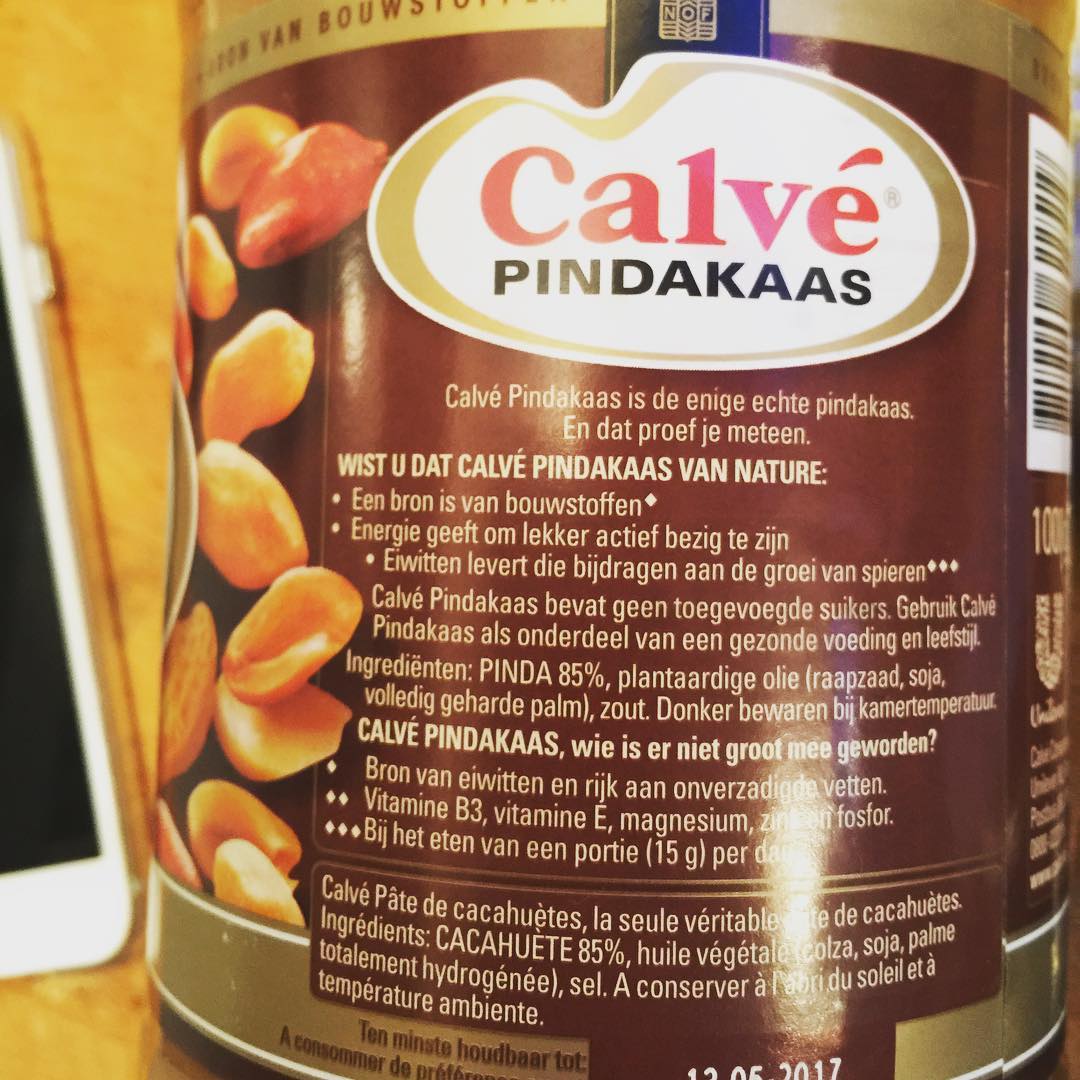 VAN BOUWSTOFFEN
NOF
Calvé®
PINDAKAAS
Calvé Pindakaas is de enige echte pindakaas.
En dat proef je meteen.
WIST U DAT CALVÉ PINDAKAAS VAN NATURE:
• Een bron is van bouwstoffen♦
• Energie geeft om lekker actief bezig te zijn
• Eiwitten levert die bijdragen aan de groei van spieren♦♦♦
Calvé Pindakaas bevat geen toegevoegde suikers. Gebruik Calvé
Pindakaas als onderdeel van een gezonde voeding en leefstijl.
Ingrediënten: PINDA 85%, plantaardige olie (raapzaad, soja,
volledig geharde palm), zout. Donker bewaren bij kamertemperatuur.
CALVÉ PINDAKAAS, wie is er niet groot mee geworden?
♦ Bron van eiwitten en rijk aan onverzadigde vetten.
♦♦ Vitamine B3, vitamine E, magnesium, zink en fosfor.
♦♦♦ Bij het eten van een portie (15 g) per dag
Calvé Pâte de cacahuètes, la seule véritable pâte de cacahuètes.
Ingrédients: CACAHUÈTE 85%, huile végétale (colza, soja, palme
totalement hydrogénée), sel. A conserver à l'abri du soleil et à
température ambiante.
Ten minste houdbaar tot:
A consommer de
05-2017